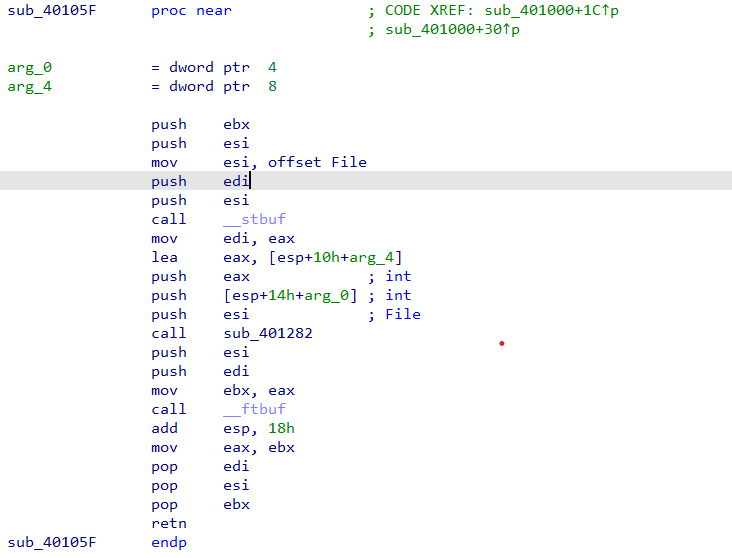 sub_40105F proc near ; CODE XREF: sub_401000+1C↑p
; sub_401000+30↑p
arg_0 = dword ptr 4
arg_4 = dword ptr 8
push ebx
push esi
mov esi, offset File
push edi
push esi
call __stbuf
mov edi, eax
lea eax, [esp+10h+arg_4]
push eax ; int
push [esp+14h+arg_0] ; int
push esi ; File
call sub_401282
push esi
push edi
mov ebx, eax
call __ftbuf
add esp, 18h
mov eax, ebx
pop edi
pop esi
pop ebx
retn
sub_40105F endp